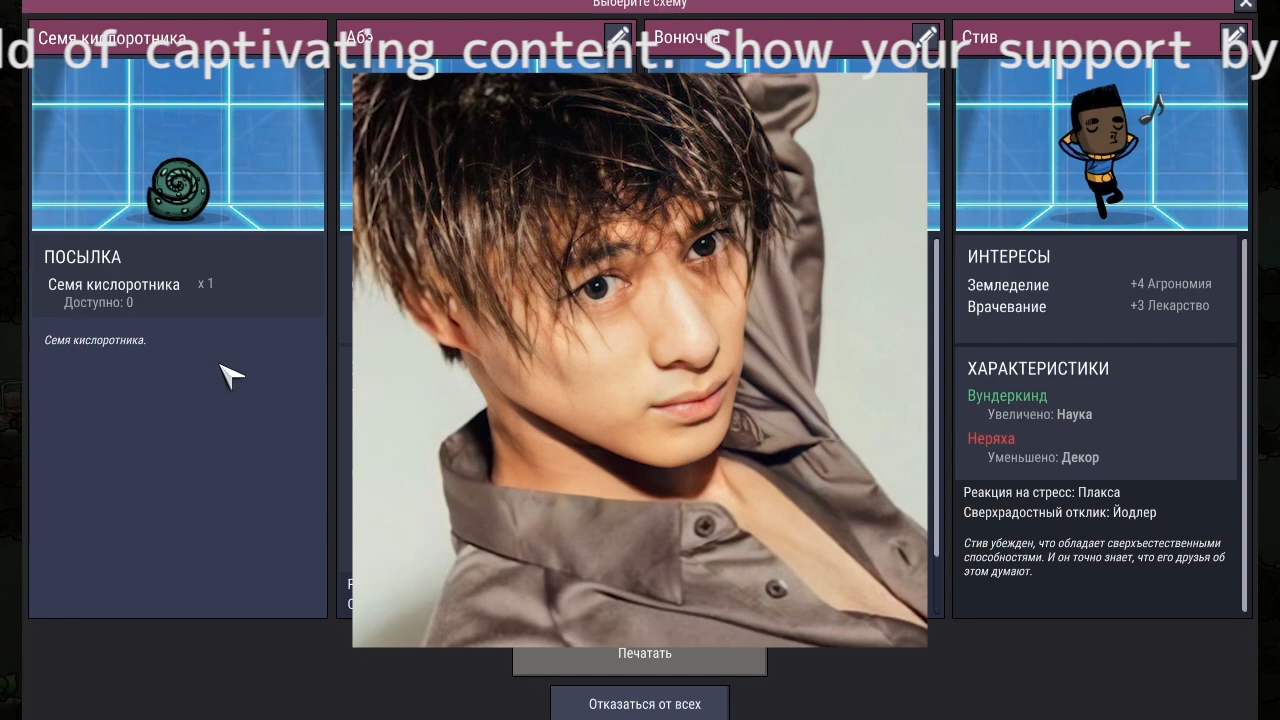 Выберите схему
ld of captivating content. Show your support by
Семя кислоротника
Абэ
Вонючка
Стив
ПОСЫЛКА
Семя кислоротника x 1
Доступно: 0
Семя кислоротника.
ИНТЕРЕСЫ
Земледелие +4 Агрономия
Врачевание +3 Лекарство
ХАРАКТЕРИСТИКИ
Вундеркинд
Увеличено: Наука
Неряха
Уменьшено: Декор
Реакция на стресс: Плакса
Сверхрадостный отклик: Йодлер
Стив убежден, что обладает сверхъестественными
способностями. И он точно знает, что его друзья об
этом думают.
Печатать
Отказаться от всех